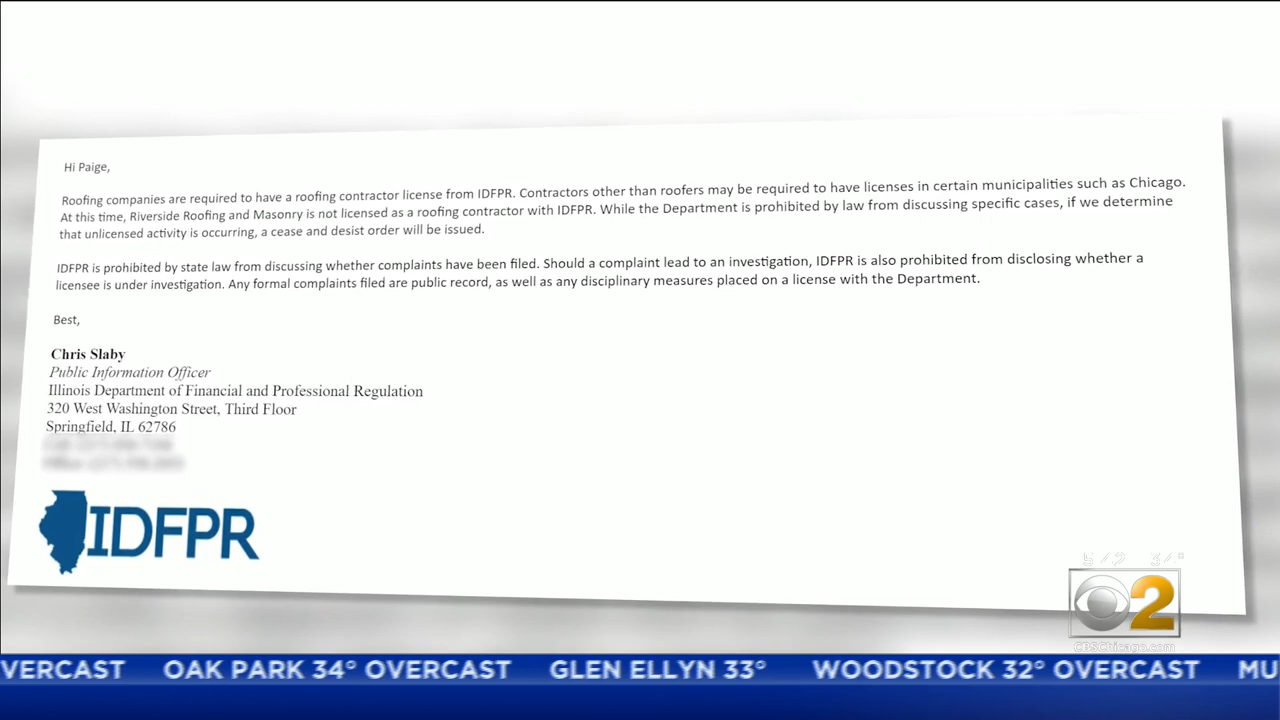 Hi Paige,
Roofing companies are required to have a roofing contractor license from IDFPR. Contractors other than roofers may be required to have licenses in certain municipalities such as Chicago.
At this time, Riverside Roofing and Masonry is not licensed as a roofing contractor with IDFPR. While the Department is prohibited by law from discussing specific cases, if we determine
that unlicensed activity is occurring, a cease and desist order will be issued.
IDFPR is prohibited by state law from discussing whether complaints have been filed. Should a complaint lead to an investigation, IDFPR is also prohibited from disclosing whether a
licensee is under investigation. Any formal complaints filed are public record, as well as any disciplinary measures placed on a license with the Department.
Best,
Chris Slaby
Public Information Officer
Illinois Department of Financial and Professional Regulation
320 West Washington Street, Third Floor
Springfield, IL 62786
IDFPR
5:42 34°
2
CBSChicago.com
VERCAST OAK PARK 34° OVERCAST GLEN ELLYN 33° WOODSTOCK 32° OVERCAST MU